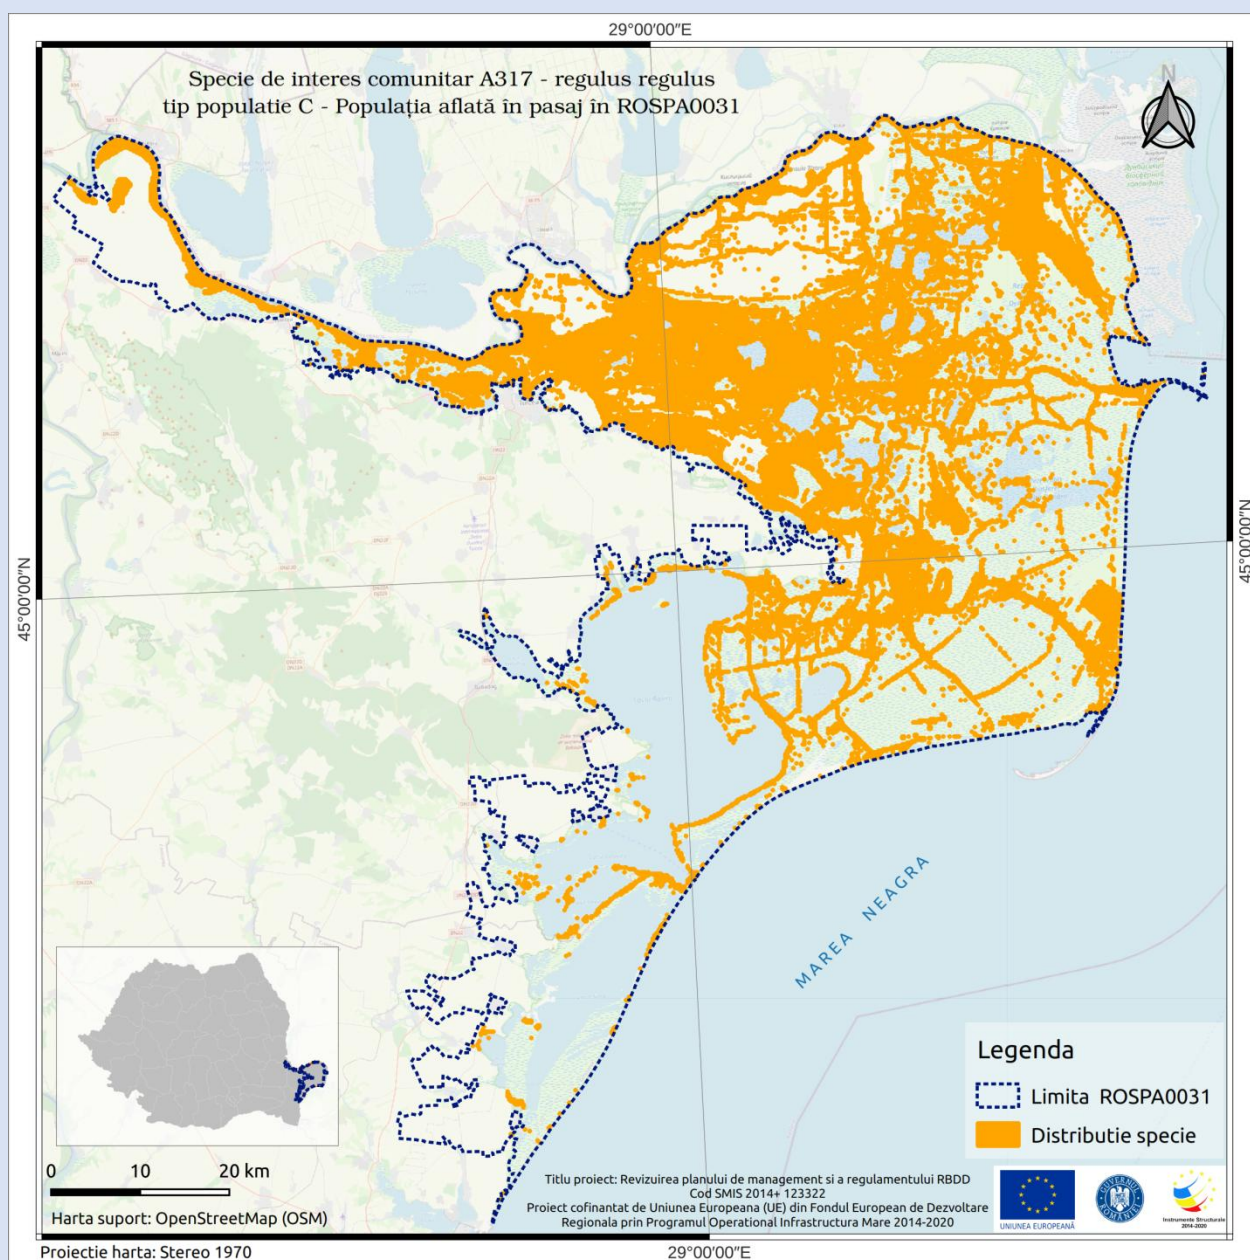 29°00′00″E
Specie de interes comunitar A317 - regulus regulus
tip populatie C - Populația aflată în pasaj în ROSPA0031
N
45°00′00″N
45°00′00″N
MAREA NEAGRA
Legenda
Limita ROSPA0031
Distributie specie
0 10 20 km
Harta suport: OpenStreetMap (OSM)
Titlu proiect: Revizuirea planului de management si a regulamentului RBDD
Cod SMIS 2014+ 123322
Proiect cofinantat de Uniunea Europeana (UE) din Fondul European de Dezvoltare
Regionala prin Programul Operational Infrastructura Mare 2014-2020
UNIUNEA EUROPEANĂ
GUVERNUL ROMÂNIEI
Instrumente Structurale
2014-2020
Proiectie harta: Stereo 1970
29°00′00″E